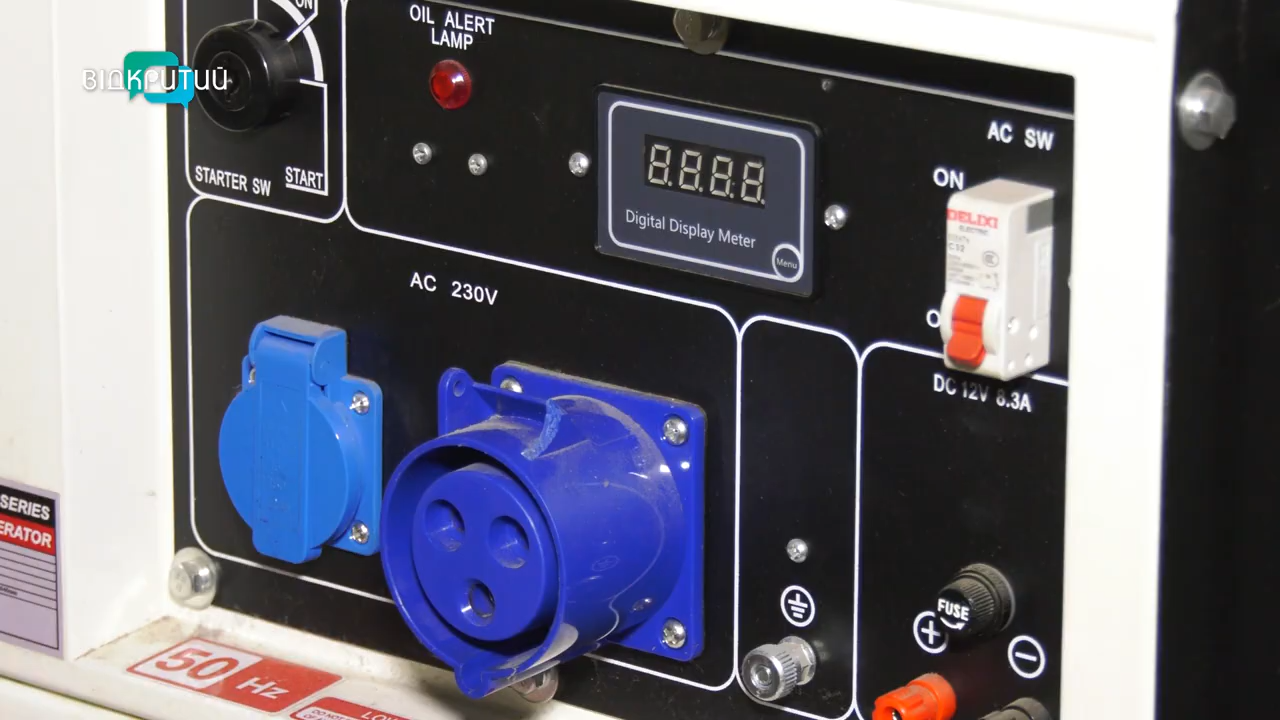 ВІДКРИТИЙ
ON
STARTER SW
START
OIL ALERT
LAMP
8.8.8.8.
Digital Display Meter
Menu
AC SW
ON
DELIXI
ELECTRIC
AC 230V
DC 12V 8.3A
FUSE
SERIES
ERATOR
50 Hz